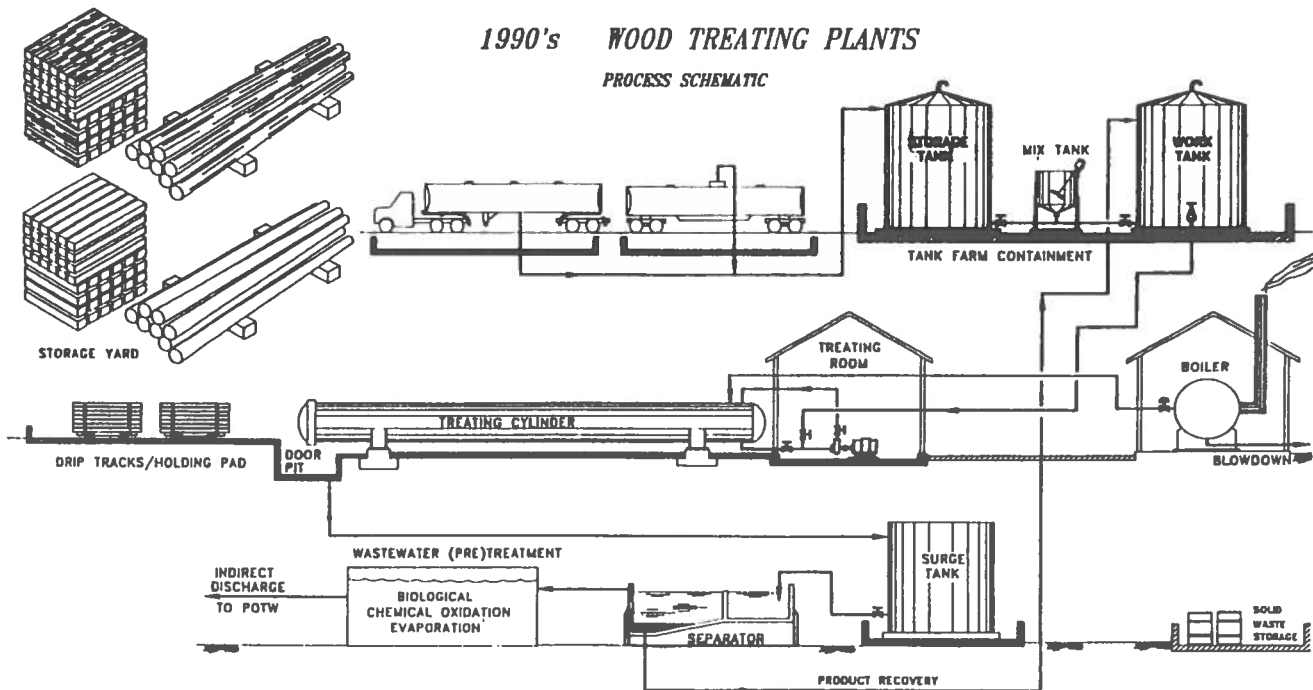 1990's WOOD TREATING PLANTS
PROCESS SCHEMATIC
STORAGE
TANK
MIX TANK
WORK
TANK
TANK FARM CONTAINMENT
STORAGE YARD
TREATING
ROOM
BOILER
TREATING CYLINDER
DRIP TRACKS/HOLDING PAD
DOOR
PIT
BLOWDOWN
WASTEWATER (PRE)TREATMENT
SURGE
TANK
INDIRECT
DISCHARGE
TO POTW
BIOLOGICAL
CHEMICAL OXIDATION
EVAPORATION
SEPARATOR
SOLID
WASTE
STORAGE
PRODUCT RECOVERY